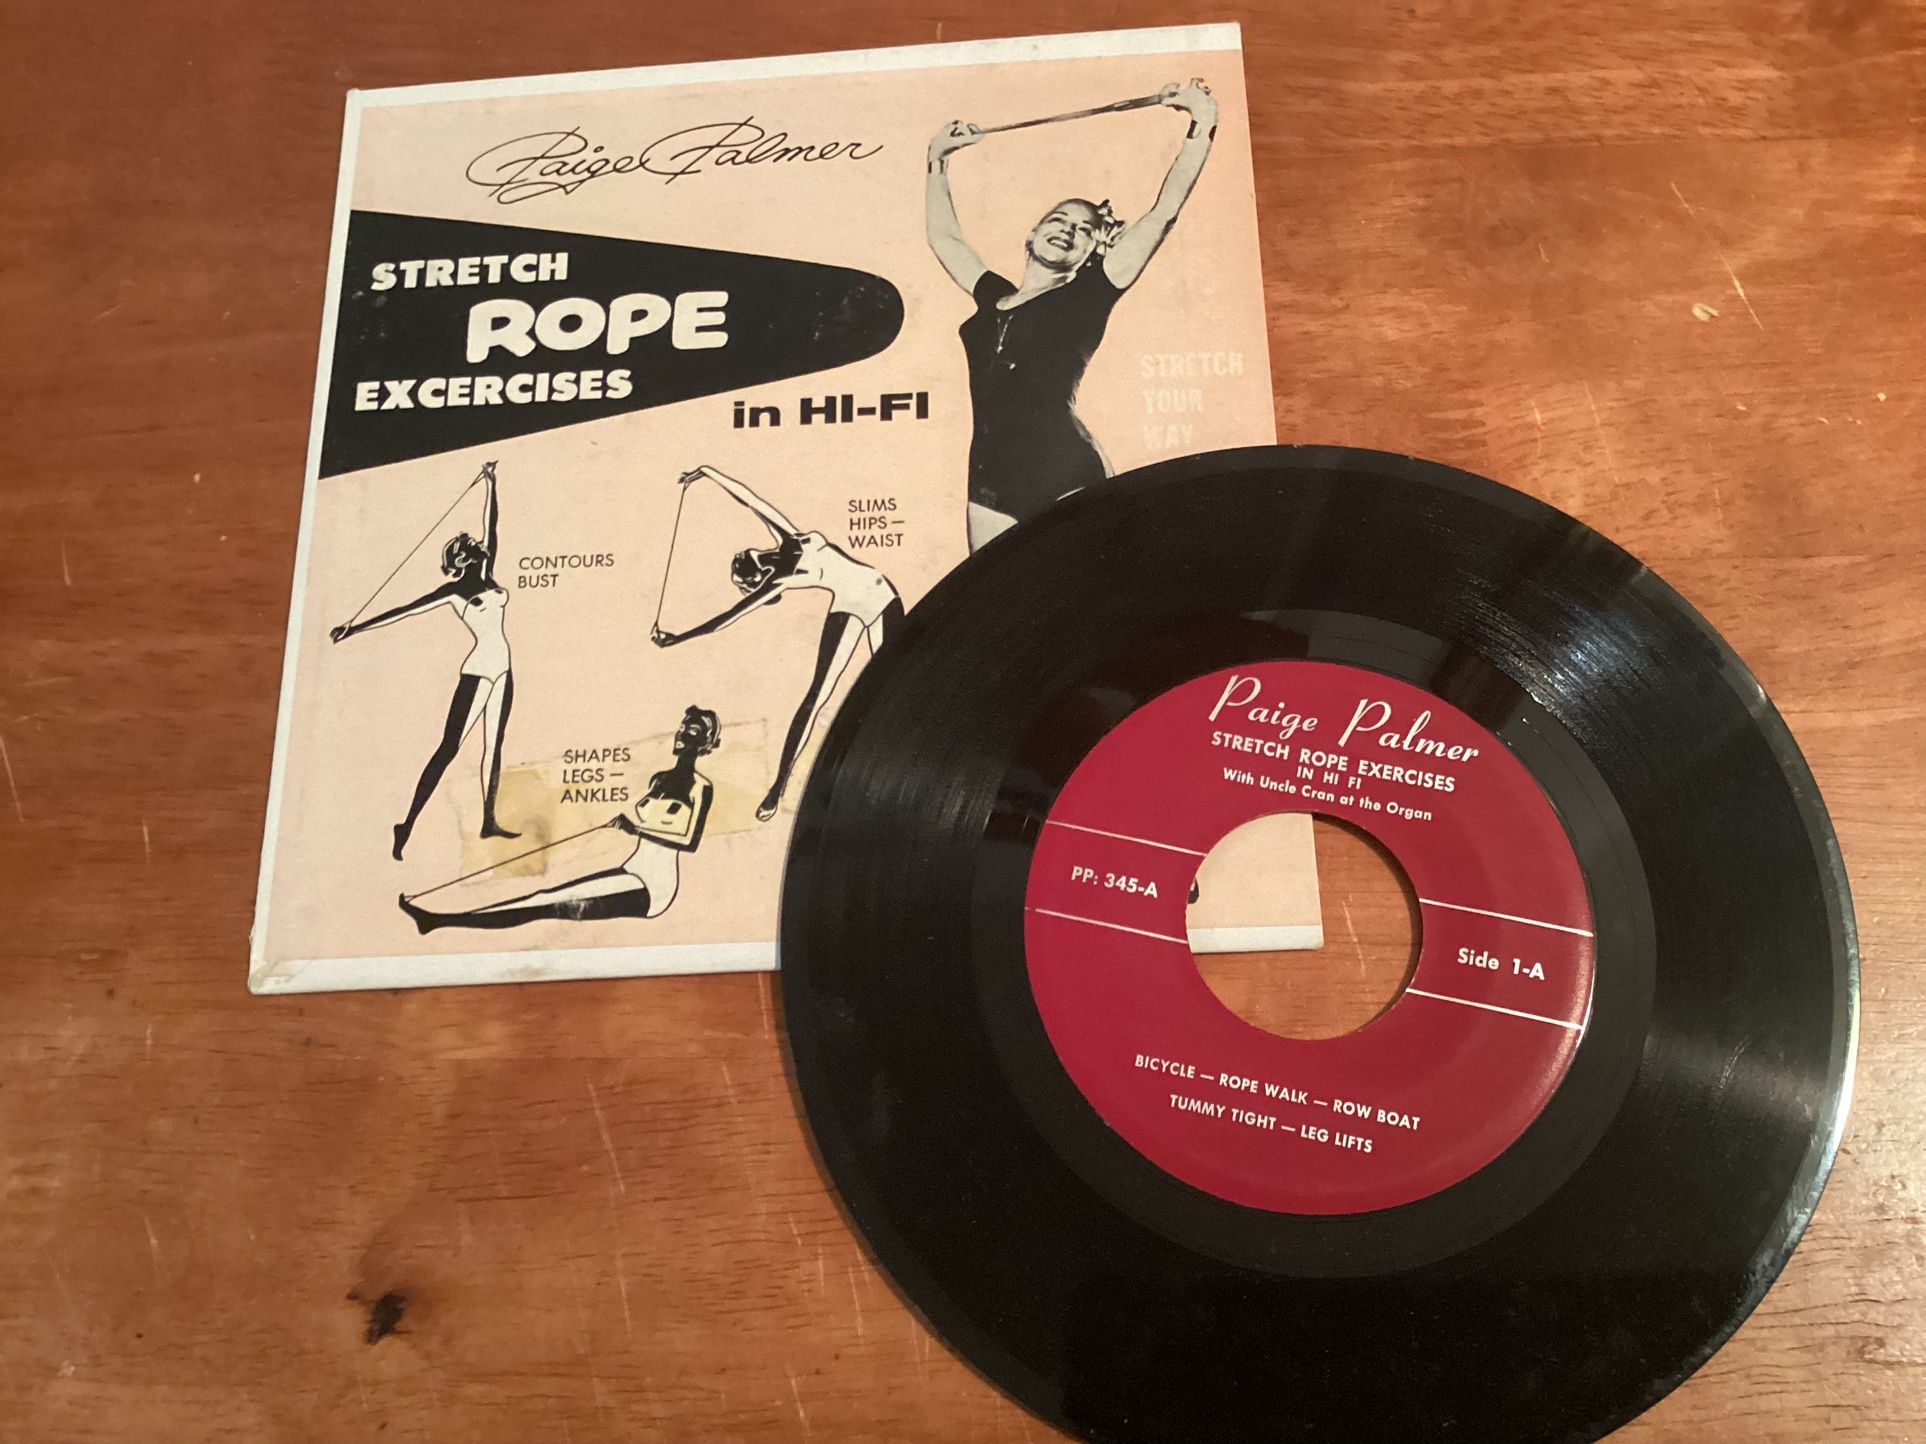 Paige Palmer
STRETCH
ROPE
EXCERCISES
in HI-FI
STRETCH
YOUR
WAY
CONTOURS
BUST
SLIMS
HIPS —
WAIST
SHAPES
LEGS —
ANKLES
Paige Palmer
STRETCH ROPE EXERCISES
IN HI FI
With Uncle Cran at the Organ
PP: 345-A
Side 1-A
BICYCLE — ROPE WALK — ROW BOAT
TUMMY TIGHT — LEG LIFTS